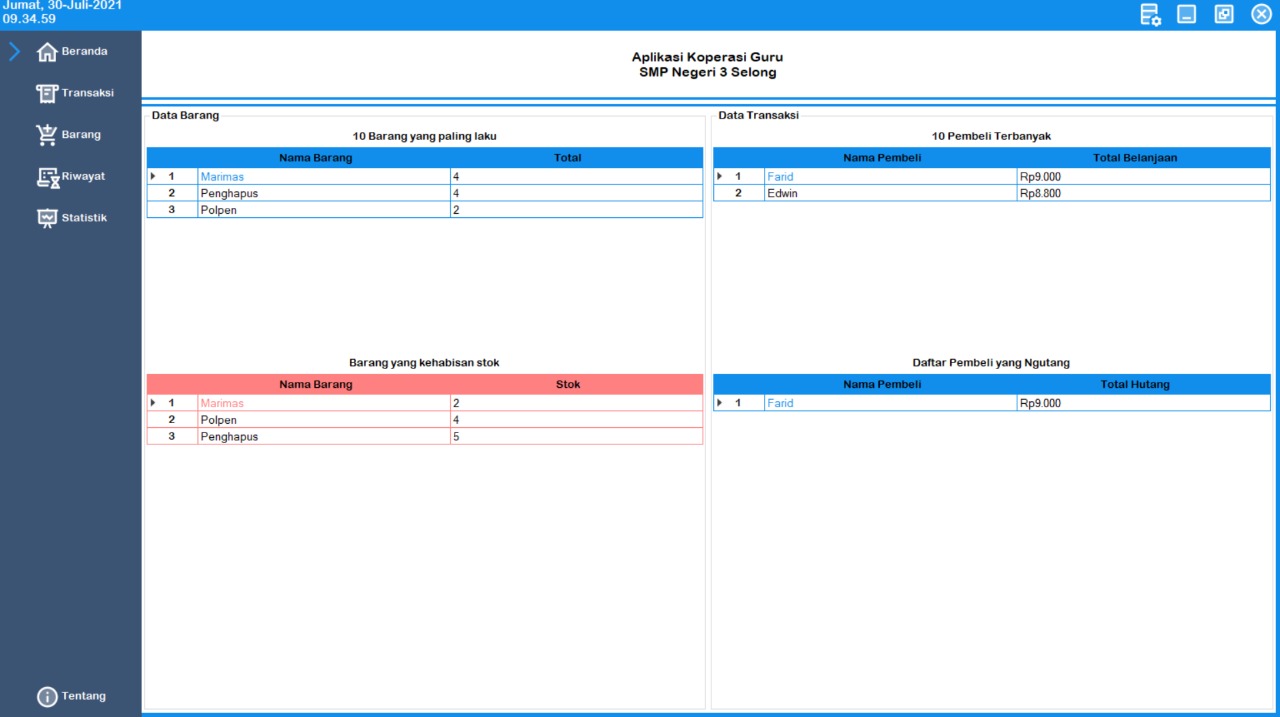 Jumat, 30-Juli-2021
09.34.59
Beranda
Transaksi
Barang
Riwayat
Statistik
Tentang
Aplikasi Koperasi Guru
SMP Negeri 3 Selong
Data Barang
10 Barang yang paling laku
Nama Barang Total
1 Marimas 4
2 Penghapus 4
3 Polpen 2
Barang yang kehabisan stok
Nama Barang Stok
1 Marimas 2
2 Polpen 4
3 Penghapus 5
Data Transaksi
10 Pembeli Terbanyak
Nama Pembeli Total Belanjaan
1 Farid Rp9.000
2 Edwin Rp8.800
Daftar Pembeli yang Ngutang
Nama Pembeli Total Hutang
1 Farid Rp9.000